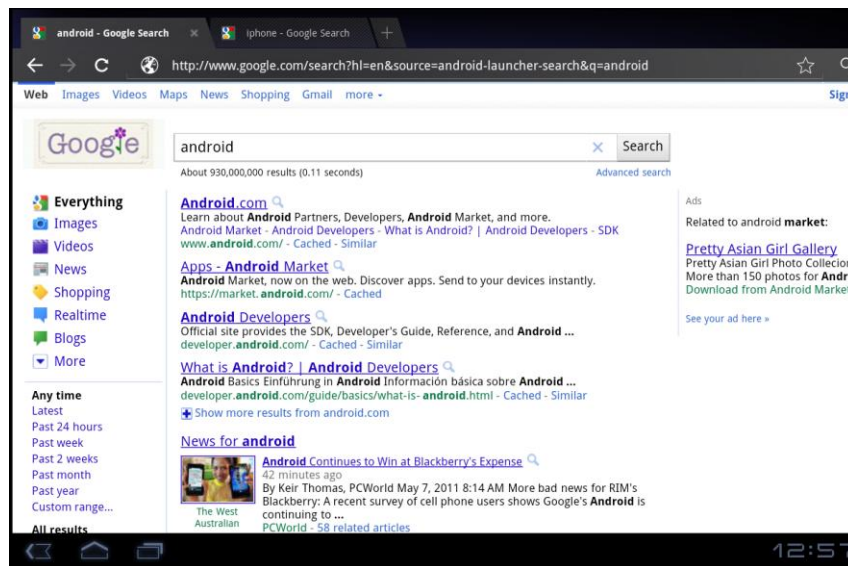 android - Google Search
iphone - Google Search
http://www.google.com/search?hl=en&source=android-launcher-search&q=android
Web Images Videos Maps News Shopping Gmail more
Sign
Google
android
Search
About 930,000,000 results (0.11 seconds)
Advanced search
Everything
Images
Videos
News
Shopping
Realtime
Blogs
More
Any time
Latest
Past 24 hours
Past week
Past 2 weeks
Past month
Past year
Custom range...
All results
Android.com
Learn about Android Partners, Developers, Android Market, and more.
Android Market - Android Developers - What is Android? | Android Developers - SDK
www.android.com/ - Cached - Similar
Apps - Android Market
Android Market, now on the web. Discover apps. Send to your devices instantly.
https://market.android.com/ - Cached
Android Developers
Official site provides the SDK, Developer's Guide, Reference, and Android ...
developer.android.com/ - Cached - Similar
What is Android? | Android Developers
Android Basics Einführung in Android Información básica sobre Android ...
developer.android.com/guide/basics/what-is-android.html - Cached - Similar
Show more results from android.com
News for android
Android Continues to Win at Blackberry's Expense
42 minutes ago
By Keir Thomas, PCWorld May 7, 2011 8:14 AM More bad news for RIM's
Blackberry: A recent survey of cell phone users shows Google's Android is
continuing to ...
PCWorld - 58 related articles
The West
Australian
Ads
Related to android market:
Pretty Asian Girl Gallery
Pretty Asian Girl Photo Collecion
More than 150 photos for Andr
Download from Android Market
See your ad here »
12:57